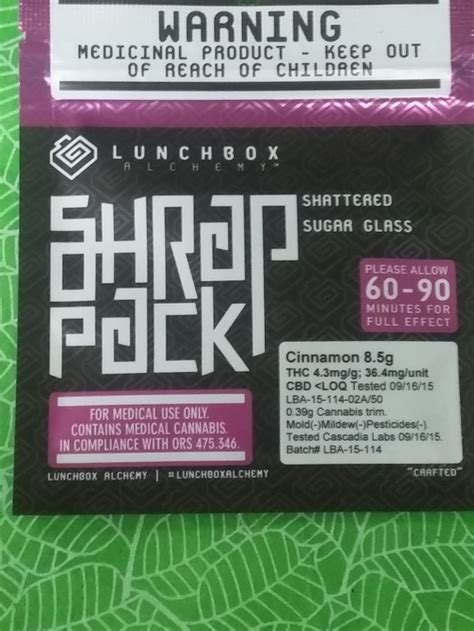 WARNING
MEDICINAL PRODUCT - KEEP OUT
OF REACH OF CHILDREN
LUNCHBOX
ALCHEMY™
SHRAP
PACK
SHATTERED
SUGAR GLASS
PLEASE ALLOW
60-90
MINUTES FOR
FULL EFFECT
Cinnamon 8.5g
THC 4.3mg/g; 36.4mg/unit
CBD <LOQ Tested 09/16/15
LBA-15-114-02A/50
0.39g Cannabis trim.
Mold(-)Mildew(-)Pesticides(-).
Tested Cascadia Labs 09/16/15.
Batch# LBA-15-114
FOR MEDICAL USE ONLY.
CONTAINS MEDICAL CANNABIS.
IN COMPLIANCE WITH ORS 475.346.
LUNCHBOX ALCHEMY | #LUNCHBOXALCHEMY
"CRAFTED"